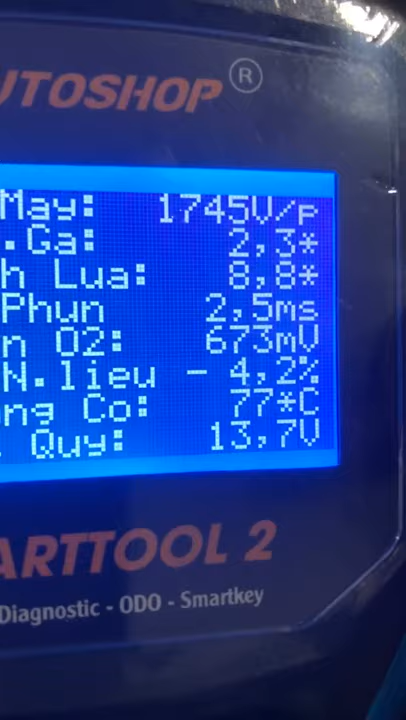 UTOSHOP ®
May: 1745V/p
.Ga: 2,3*
h Lua: 8,8*
Phun 2,5ms
n O2: 673mV
N.lieu -4,2%
ng Co: 77*C
Quy: 13,7V
ARTTOOL 2
Diagnostic - ODO - Smartkey